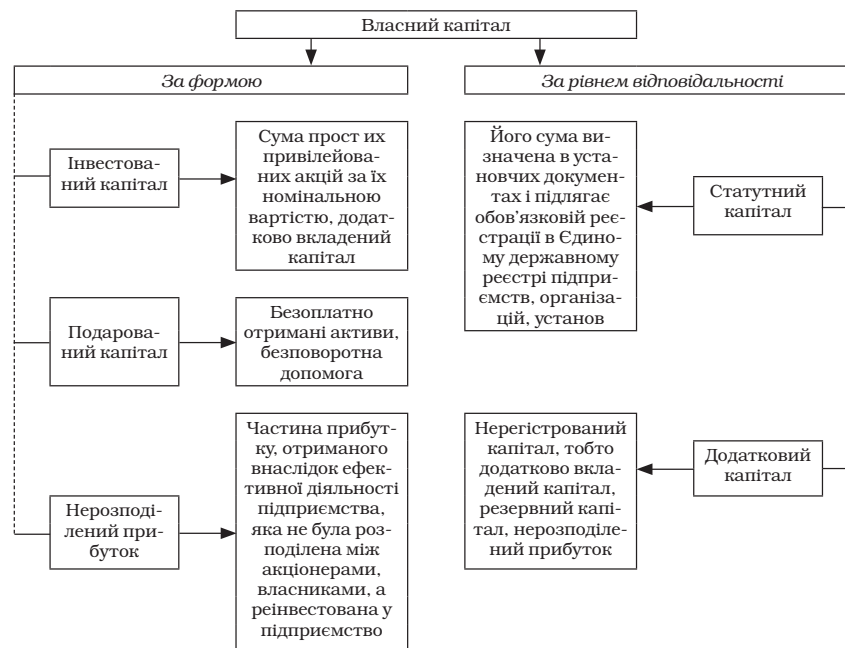 Власний капітал
За формою
За рівнем відповідальності
Інвестова-
ний капітал
Сума прост их
привілейова-
них акцій за їх
номінальною
вартістю, додат-
ково вкладений
капітал
Його сума ви-
значена в уста-
новчих докумен-
тах і підлягає
обов’язковій реє-
страції в Єдино-
му державному
реєстрі підпри-
ємств, організа-
цій, установ
Статутний
капітал
Подарова-
ний капітал
Безоплатно
отримані активи,
безповоротна
допомога
Нерозподі-
лений при-
буток
Частина прибут-
ку, отриманого
внаслідок ефек-
тивної діяльності
підприємства,
яка не була роз-
поділена між
акціонерами,
власниками, а
реінвестована у
підприємство
Нерегістрований
капітал, тобто
додатково вкла-
дений капітал,
резервний капі-
тал, нерозподіле-
ний прибуток
Додатковий
капітал